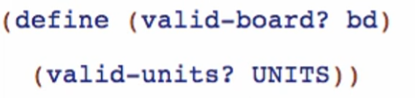 (define (valid-board? bd)
(valid-units? UNITS))